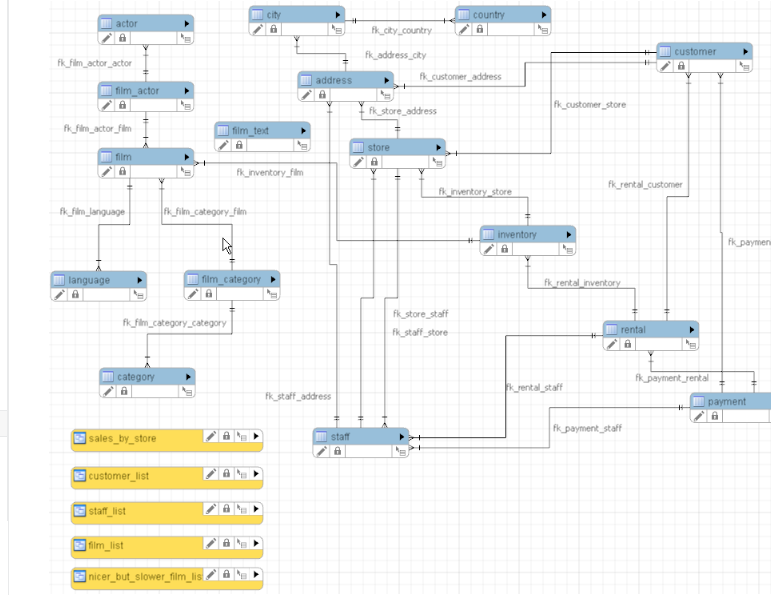 actor
city
country
fk_city_country
customer
fk_film_actor_actor
fk_address_city
address
fk_customer_address
film_actor
fk_customer_store
fk_store_address
fk_film_actor_film
film_text
store
film
fk_inventory_film
fk_rental_customer
fk_inventory_store
fk_film_language
fk_film_category_film
inventory
fk_paymen
language
film_category
fk_rental_inventory
fk_store_staff
fk_film_category_category
fk_staff_store
rental
category
fk_payment_rental
fk_rental_staff
fk_staff_address
payment
fk_payment_staff
staff
sales_by_store
customer_list
staff_list
film_list
nicer_but_slower_film_lis